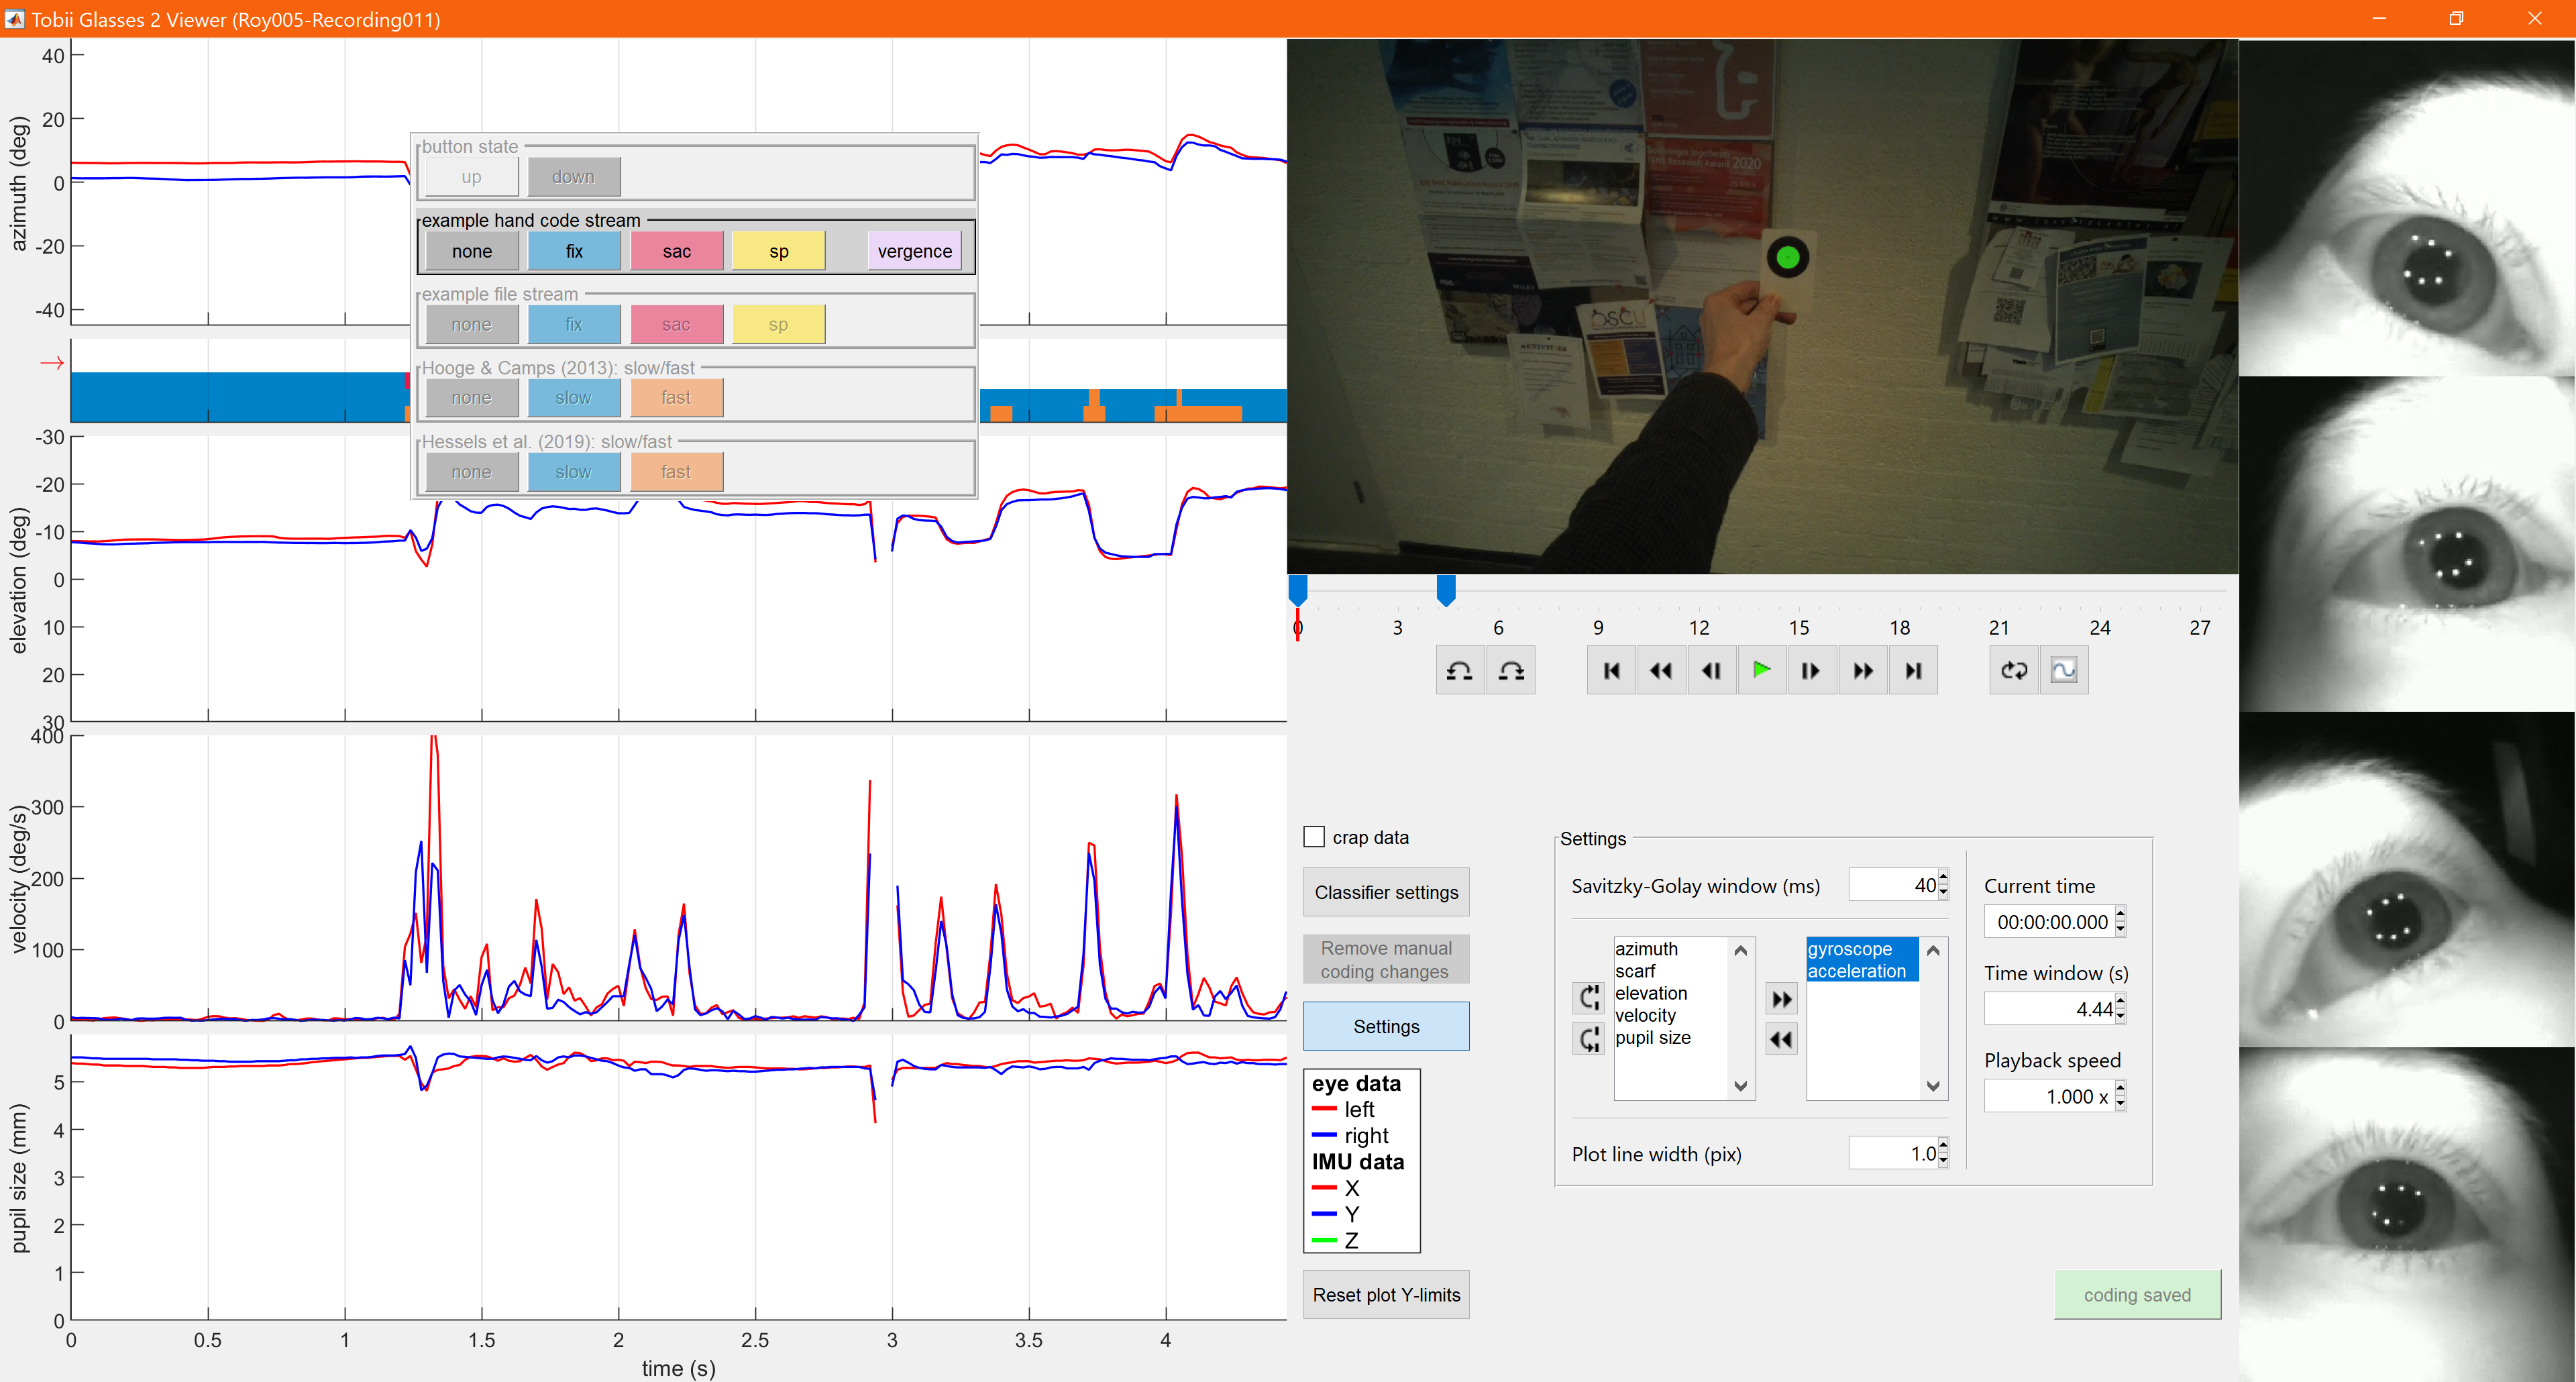 Tobii Glasses 2 Viewer (Roy005-Recording011)
azimuth (deg)
40
20
0
-20
-40
button state
up down
example hand code stream
none fix sac sp vergence
example file stream
none fix sac sp
Hooge & Camps (2013): slow/fast
none slow fast
Hessels et al. (2019): slow/fast
none slow fast
→
elevation (deg)
-30
-20
-10
0
10
20
30
velocity (deg/s)
400
300
200
100
0
pupil size (mm)
5
4
3
2
1
0
0 0.5 1 1.5 2 2.5 3 3.5 4
time (s)
2020
OSCU
0 3 6 9 12 15 18 21 24 27
crap data
Classifier settings
Remove manual
coding changes
Settings
eye data
left
right
IMU data
X
Y
Z
Reset plot Y-limits
Settings
Savitzky-Golay window (ms) 40
azimuth
scarf
elevation
velocity
pupil size
gyroscope
acceleration
Plot line width (pix) 1.0
Current time
00:00:00.000
Time window (s)
4.44
Playback speed
1.000 x
coding saved